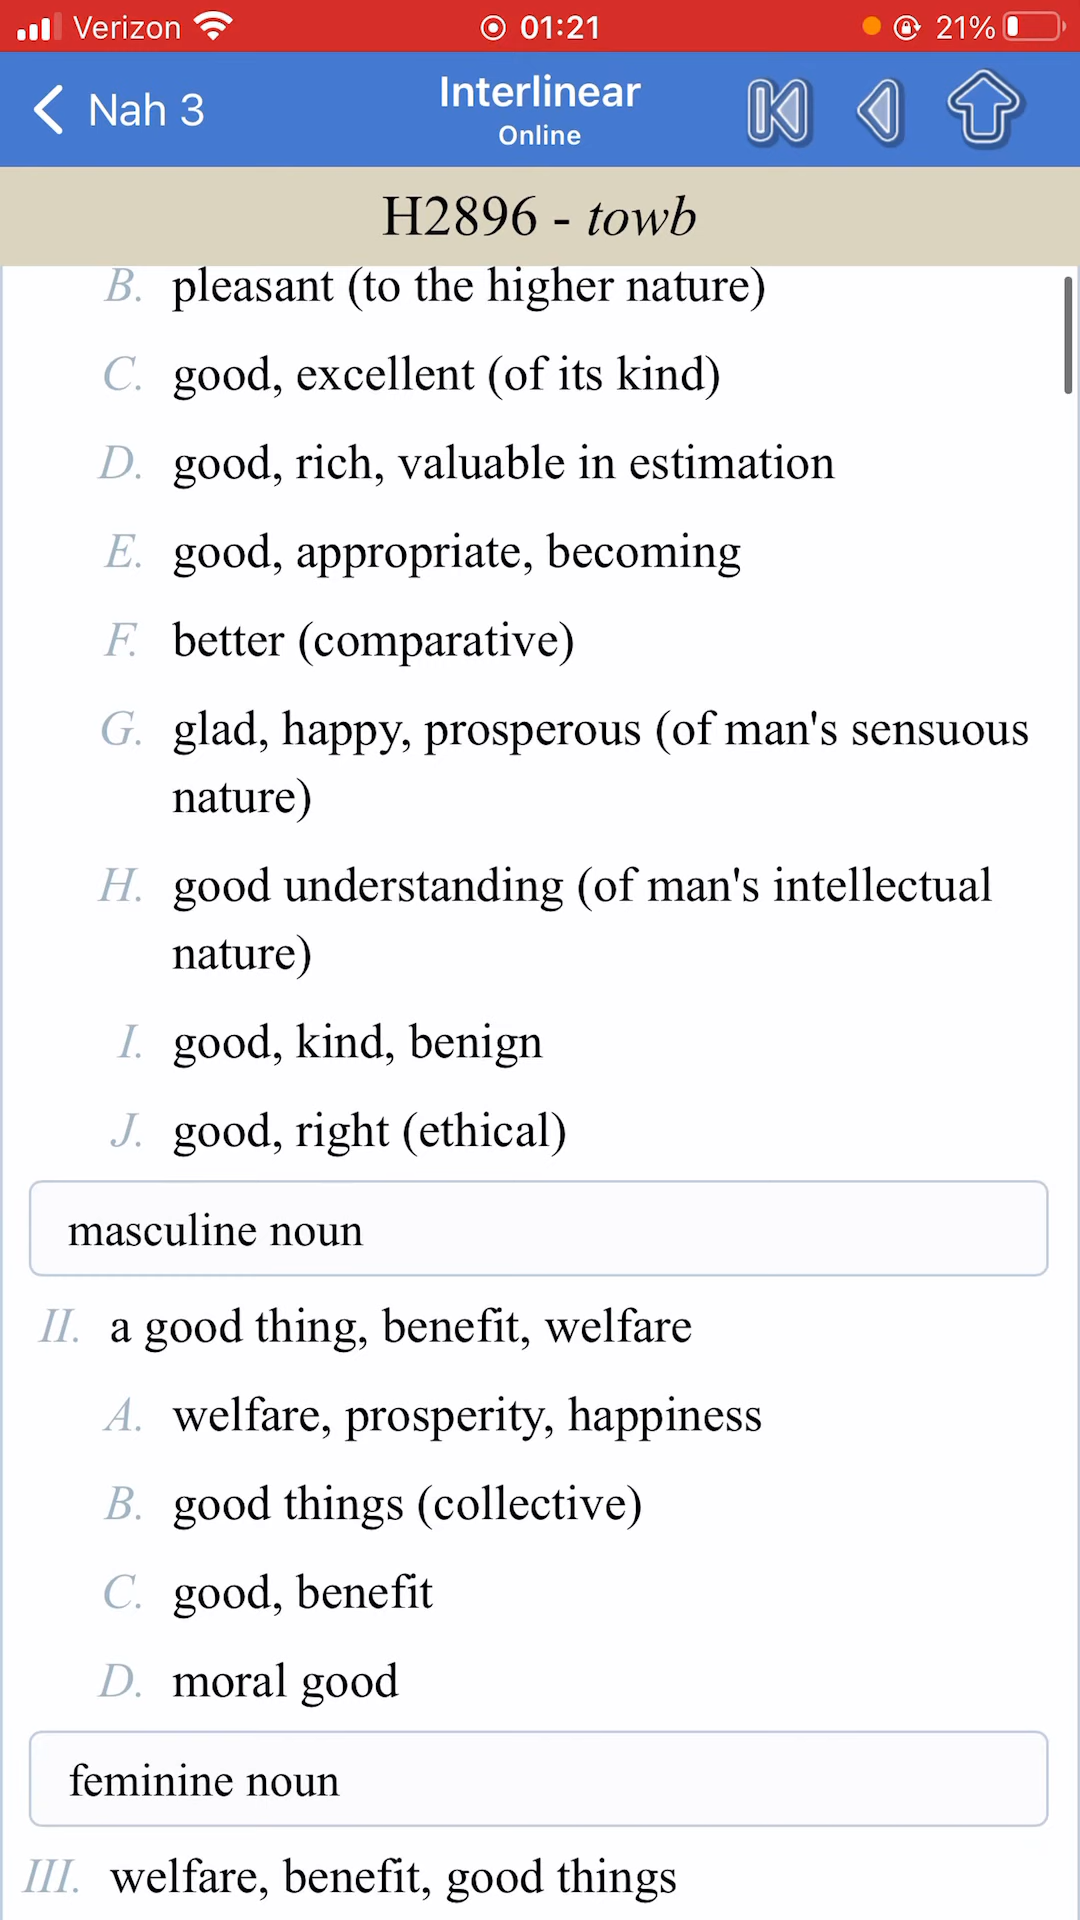 Verizon 01:21 21%
Nah 3 Interlinear
Online
H2896 - towb
B. pleasant (to the higher nature)
C. good, excellent (of its kind)
D. good, rich, valuable in estimation
E. good, appropriate, becoming
F. better (comparative)
G. glad, happy, prosperous (of man's sensuous
nature)
H. good understanding (of man's intellectual
nature)
I. good, kind, benign
J. good, right (ethical)
masculine noun
II. a good thing, benefit, welfare
A. welfare, prosperity, happiness
B. good things (collective)
C. good, benefit
D. moral good
feminine noun
III. welfare, benefit, good things